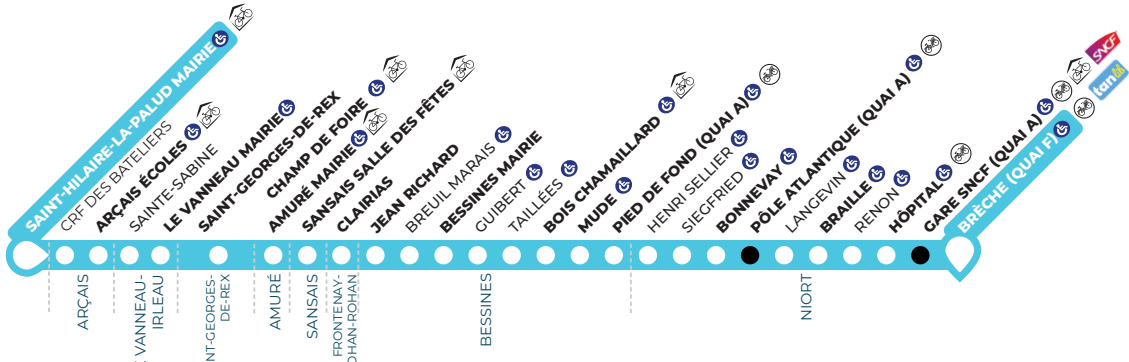 SAINT-HILAIRE-LA-PALUD MAIRIE
CRF DES BATELIERS
ARÇAIS ÉCOLES
SAINTE-SABINE
LE VANNEAU MAIRIE
SAINT-GEORGES-DE-REX
CHAMP DE FOIRE
AMURÉ MAIRIE
SANSAIS SALLE DES FÊTES
CLAIRIAS
JEAN RICHARD
BREUIL MARAIS
BESSINES MAIRIE
GUIBERT
TAILLÉES
BOIS CHAMAILLARD
MUDE
PIED DE FOND (QUAI A)
HENRI SELLIER
SIEGFRIED
BONNEVAY
PÔLE ATLANTIQUE (QUAI A)
LANGEVIN
BRAILLE
RENON
HÔPITAL
GARE SNCF (QUAI A)
SNCF
tanlib
BRÈCHE (QUAI F)
ARÇAIS
VANNEAU-
IRLEAU
NT-GEORGES-
DE-REX
AMURÉ
SANSAIS
FRONTENAY-
OHAN-ROHAN
BESSINES
NIORT